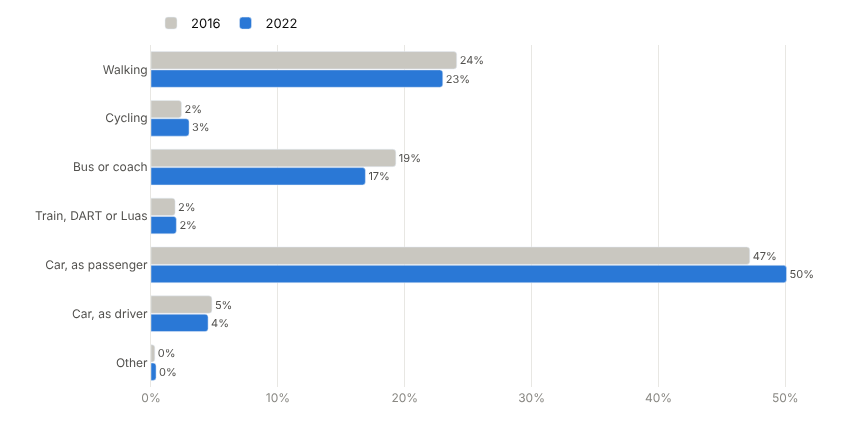 2016 2022
Walking 24%
23%
Cycling 2%
3%
Bus or coach 19%
17%
Train, DART or Luas 2%
2%
Car, as passenger 47%
50%
Car, as driver 5%
4%
Other 0%
0%
0% 10% 20% 30% 40% 50%